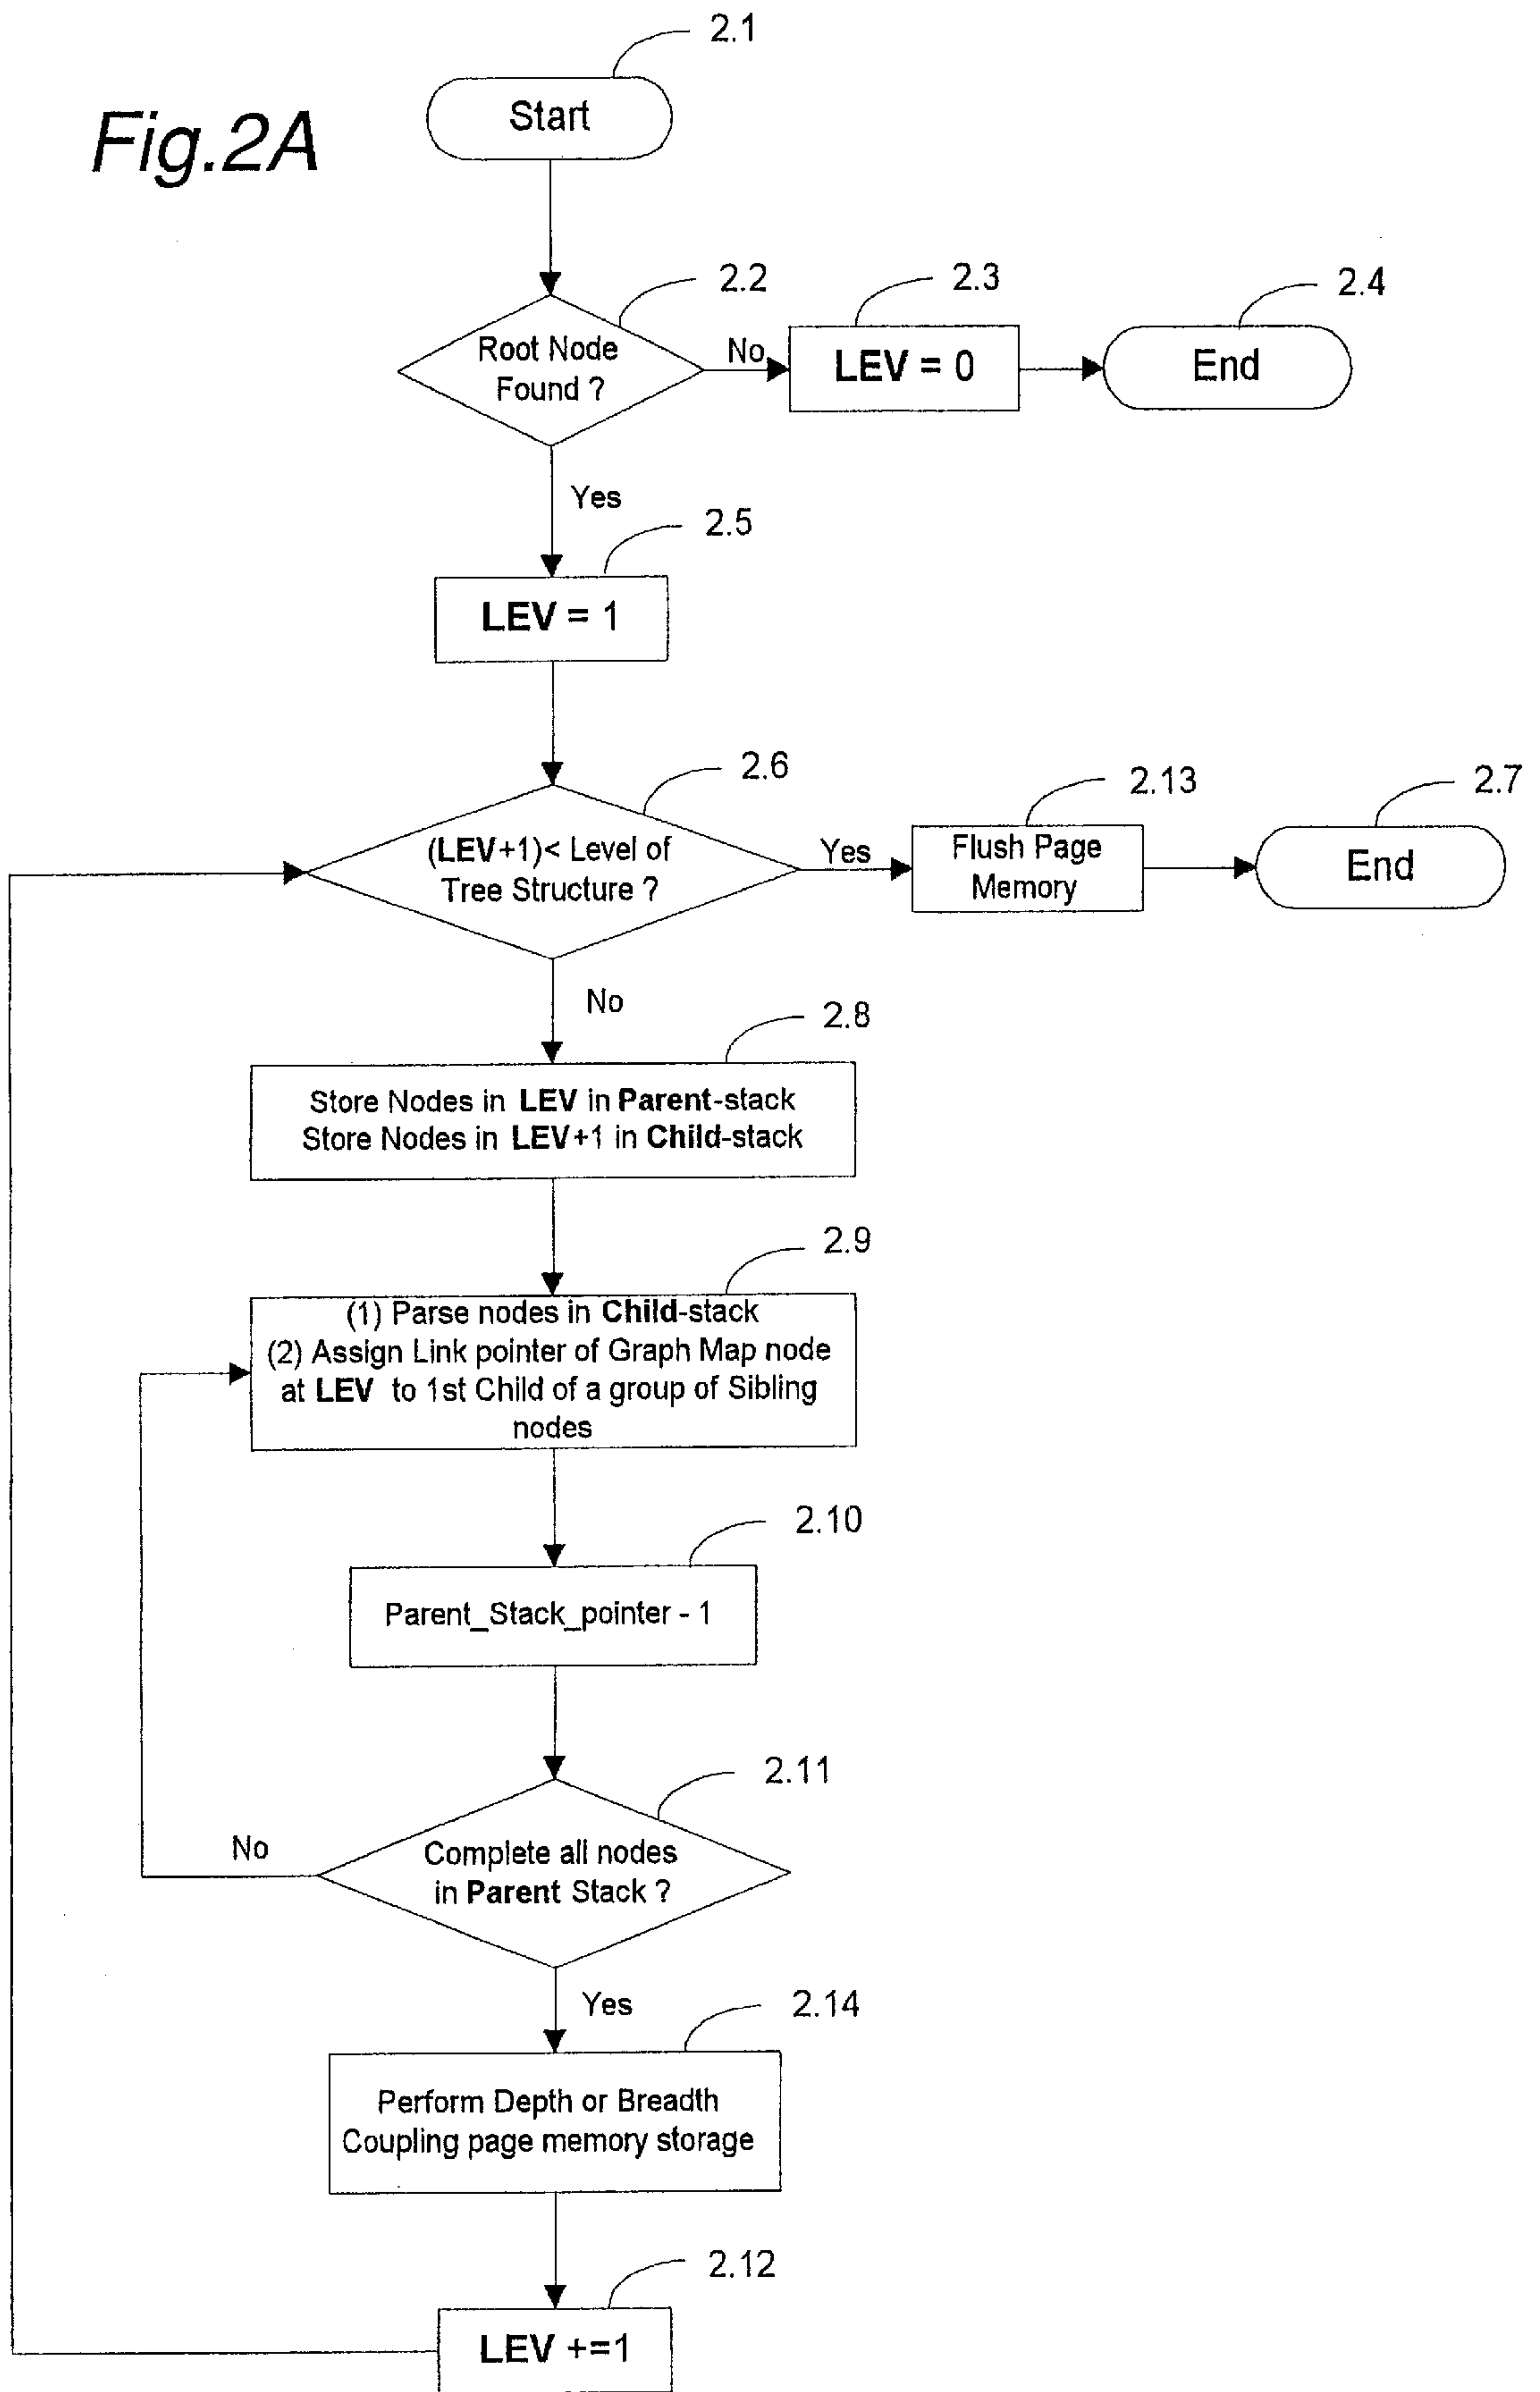 2.1
Fig.2A
Start
2.2
2.3
2.4
Root Node
Found ?
No
LEV = 0
End
Yes
2.5
LEV = 1
2.6
2.13
2.7
(LEV+1)< Level of
Tree Structure ?
Yes
Flush Page
Memory
End
No
2.8
Store Nodes in LEV in Parent-stack
Store Nodes in LEV+1 in Child-stack
2.9
(1) Parse nodes in Child-stack
(2) Assign Link pointer of Graph Map node
at LEV to 1st Child of a group of Sibling
nodes
2.10
Parent_Stack_pointer - 1
2.11
No
Complete all nodes
in Parent Stack ?
Yes
2.14
Perform Depth or Breadth
Coupling page memory storage
2.12
LEV +=1